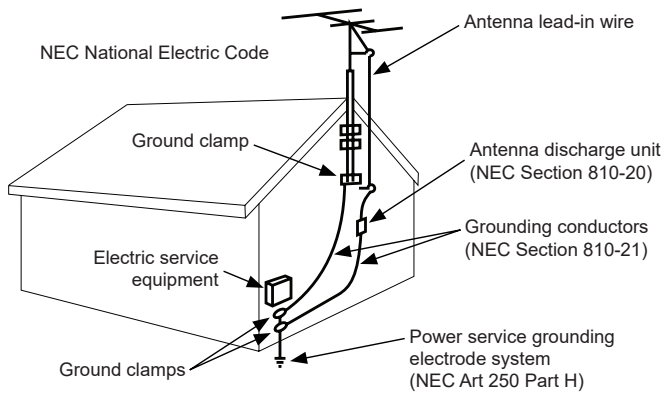 Antenna lead-in wire
NEC National Electric Code
Ground clamp
Antenna discharge unit
(NEC Section 810-20)
Grounding conductors
(NEC Section 810-21)
Electric service
equipment
Power service grounding
electrode system
(NEC Art 250 Part H)
Ground clamps